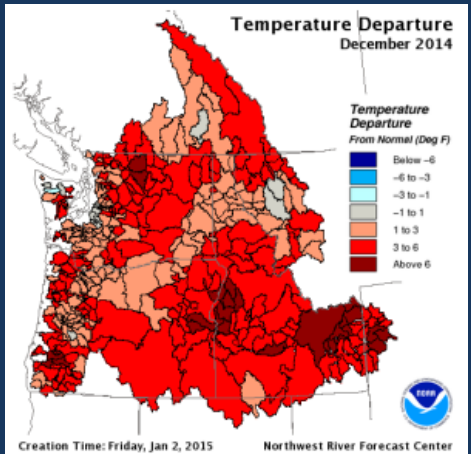 Temperature Departure
December 2014
Temperature
Departure
From Normal (Deg F)
Below -6
-6 to -3
-3 to -1
-1 to 1
1 to 3
3 to 6
Above 6
NOAA
Creation Time: Friday, Jan 2, 2015 Northwest River Forecast Center